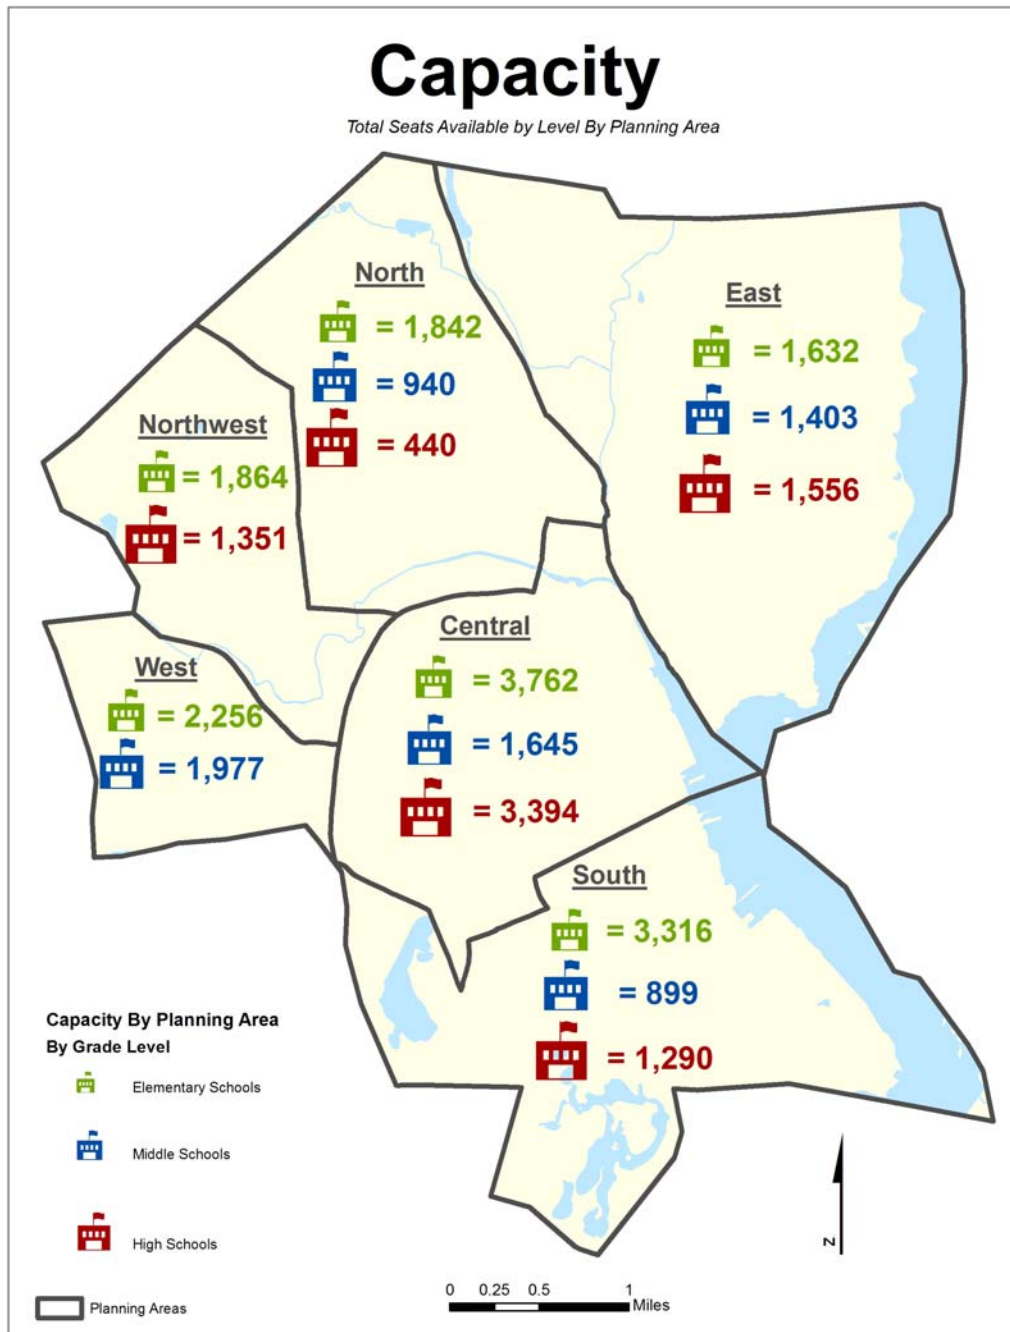 Capacity
Total Seats Available by Level By Planning Area
North
= 1,842
= 940
= 440
East
= 1,632
= 1,403
= 1,556
Northwest
= 1,864
= 1,351
Central
= 3,762
= 1,645
= 3,394
West
= 2,256
= 1,977
South
= 3,316
= 899
= 1,290
Capacity By Planning Area
By Grade Level
Elementary Schools
Middle Schools
High Schools
Planning Areas
0 0.25 0.5 1
Miles
N